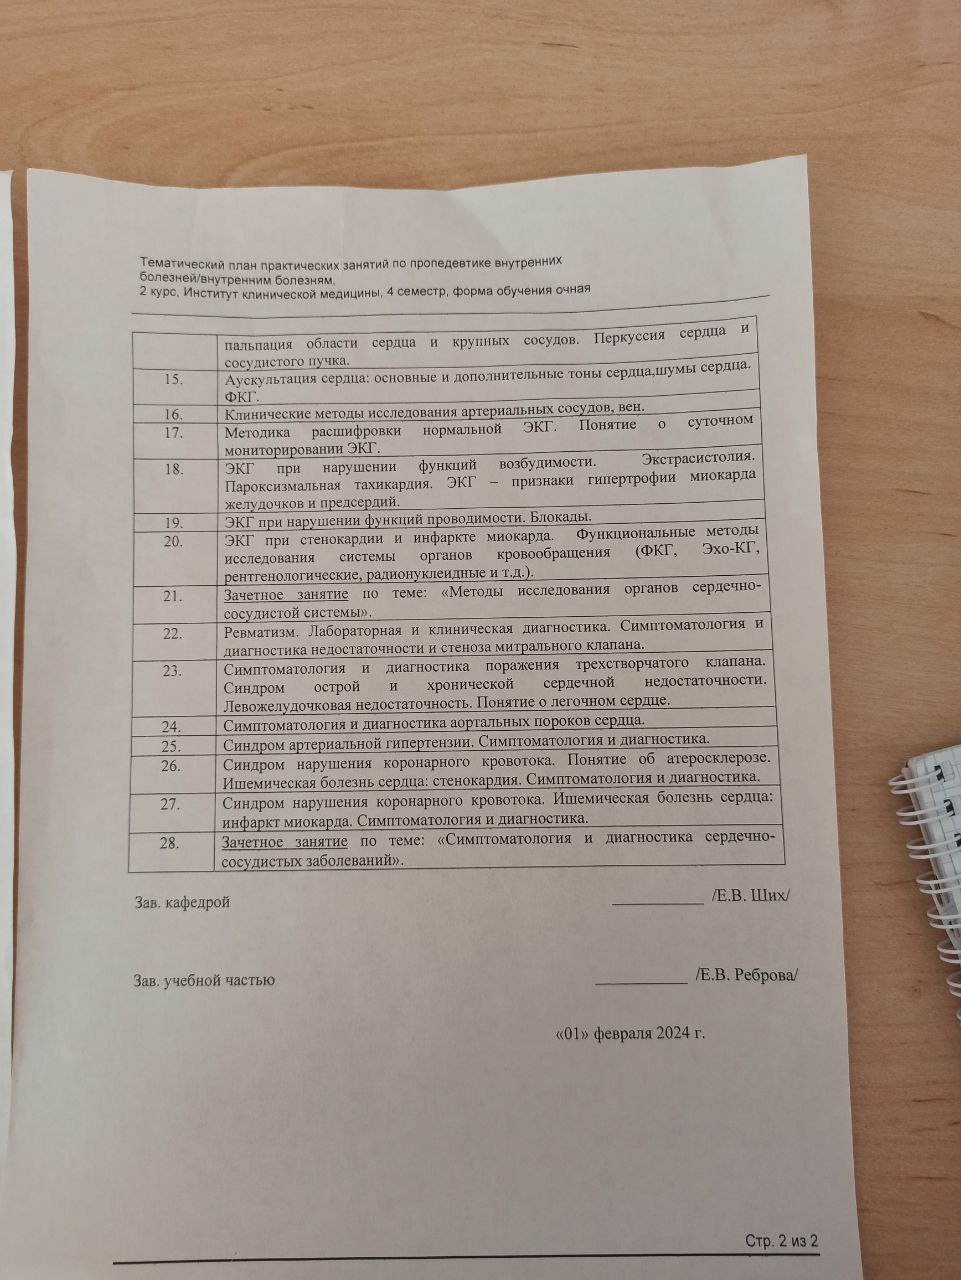 Тематический план практических занятий по пропедевтике внутренних
болезней/внутренним болезням,
2 курс, Институт клинической медицины, 4 семестр, форма обучения очная
пальпация области сердца и крупных сосудов. Перкуссия сердца и
сосудистого пучка.
15. Аускультация сердца: основные и дополнительные тоны сердца,шумы сердца.
ФКГ.
16. Клинические методы исследования артериальных сосудов, вен.
17. Методика расшифровки нормальной ЭКГ. Понятие о суточном
мониторировании ЭКГ.
18. ЭКГ при нарушении функций возбудимости. Экстрасистолия.
Пароксизмальная тахикардия. ЭКГ – признаки гипертрофии миокарда
желудочков и предсердий.
19. ЭКГ при нарушении функций проводимости. Блокады.
20. ЭКГ при стенокардии и инфаркте миокарда. Функциональные методы
исследования системы органов кровообращения (ФКГ, Эхо-КГ,
рентгенологические, радионуклеидные и т.д.).
21. Зачетное занятие по теме: «Методы исследования органов сердечно-
сосудистой системы».
22. Ревматизм. Лабораторная и клиническая диагностика. Симптоматология и
диагностика недостаточности и стеноза митрального клапана.
23. Симптоматология и диагностика поражения трехстворчатого клапана.
Синдром острой и хронической сердечной недостаточности.
Левожелудочковая недостаточность. Понятие о легочном сердце.
24. Симптоматология и диагностика аортальных пороков сердца.
25. Синдром артериальной гипертензии. Симптоматология и диагностика.
26. Синдром нарушения коронарного кровотока. Понятие об атеросклерозе.
Ишемическая болезнь сердца: стенокардия. Симптоматология и диагностика.
27. Синдром нарушения коронарного кровотока. Ишемическая болезнь сердца:
инфаркт миокарда. Симптоматология и диагностика.
28. Зачетное занятие по теме: «Симптоматология и диагностика сердечно-
сосудистых заболеваний».
Зав. кафедрой ___________ /Е.В. Ших/
Зав. учебной частью ___________ /Е.В. Реброва/
«01» февраля 2024 г.
Стр. 2 из 2